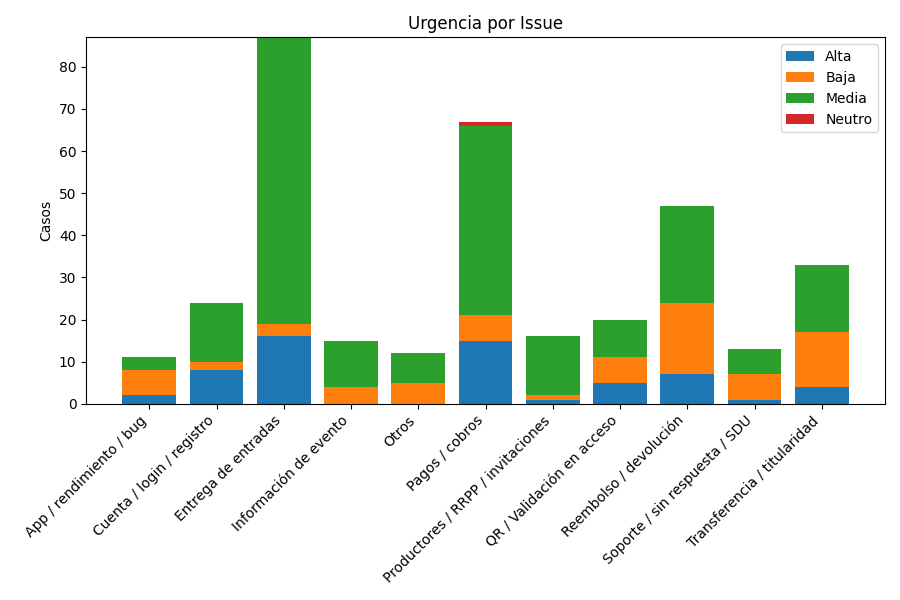 Urgencia por Issue
Alta
Baja
Media
Neutro
Casos
80
70
60
50
40
30
20
10
0
App / rendimiento / bug
Cuenta / login / registro
Entrega de entradas
Información de evento
Otros
Pagos / cobros
Productores / RRPP / invitaciones
QR / Validación en acceso
Reembolso / devolución
Soporte / sin respuesta / SDU
Transferencia / titularidad